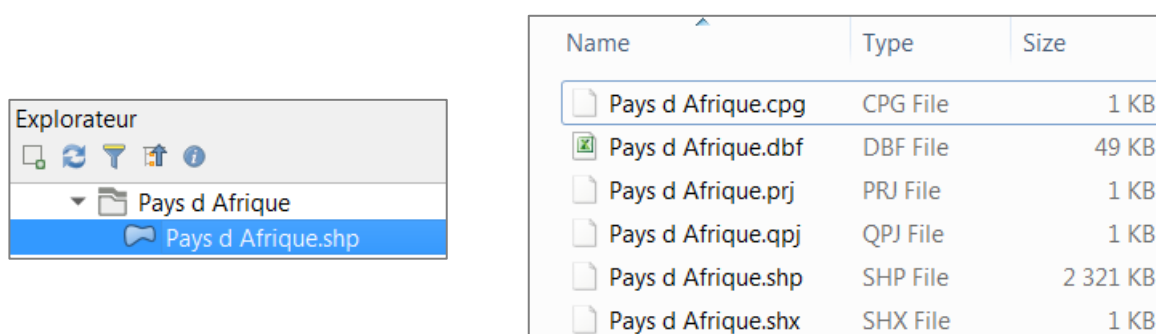 Explorateur
Pays d Afrique
Pays d Afrique.shp
Name Type Size
Pays d Afrique.cpg CPG File 1 KB
Pays d Afrique.dbf DBF File 49 KB
Pays d Afrique.prj PRJ File 1 KB
Pays d Afrique.qpj QPJ File 1 KB
Pays d Afrique.shp SHP File 2 321 KB
Pays d Afrique.shx SHX File 1 KB